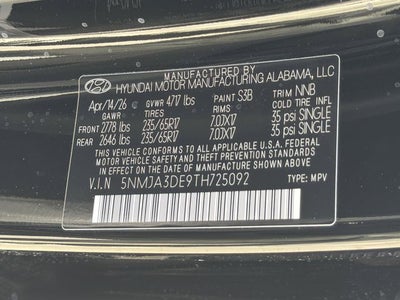 MANUFACTURED BY
HYUNDAI MOTOR MANUFACTURING ALABAMA, LLC
Apr/14/26 GVWR 4717 lbs PAINT S3B TRIM NNB
GAWR TIRES RIMS COLD TIRE INF.
FRONT 2778 lbs 235/65R17 7.0JX17 35 psi SINGLE
REAR 2646 lbs 235/65R17 7.0JX17 35 psi SINGLE
THIS VEHICLE CONFORMS TO ALL APPLICABLE U.S.A. FEDERAL
MOTOR VEHICLE SAFETY, BUMPER, AND THEFT PREVENTION STANDARDS
IN EFFECT ON THE DATE OF MANUFACTURE SHOWN ABOVE.
V.I.N 5NMJA3DE9TH725092 TYPE: MPV